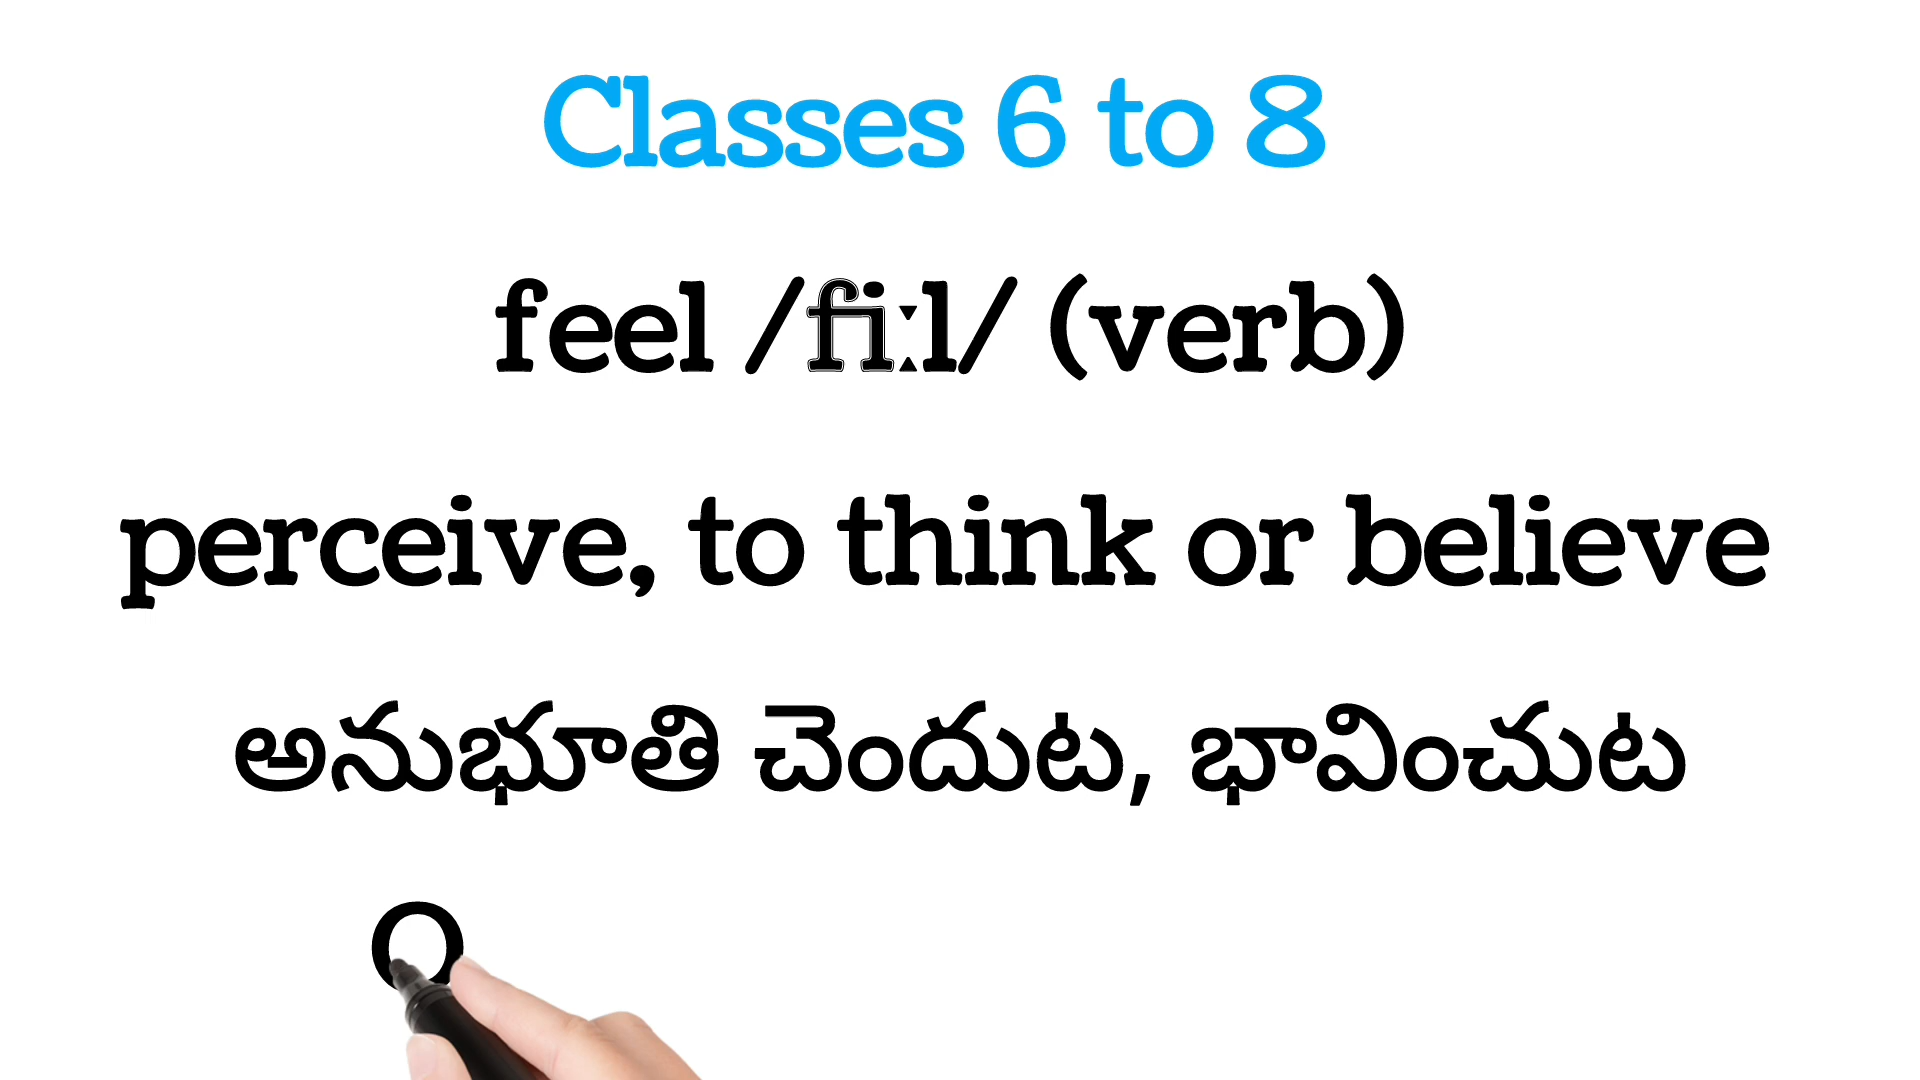 Classes 6 to 8
feel /fiːl/ (verb)
perceive, to think or believe
అనుభూతి చెందుట, భావించుట